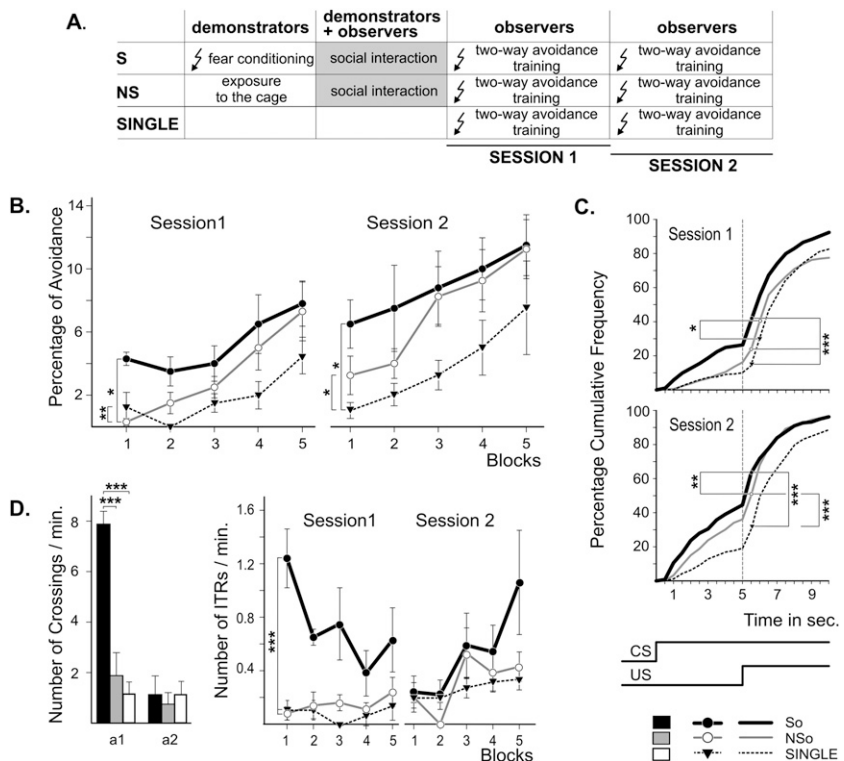 A.
demonstrators
demonstrators + observers
observers
observers
S
fear conditioning
social interaction
two-way avoidance training
two-way avoidance training
NS
exposure to the cage
social interaction
two-way avoidance training
two-way avoidance training
SINGLE
two-way avoidance training
two-way avoidance training
SESSION 1
SESSION 2
B.
Percentage of Avoidance
14
10
8
6
4
2
Session1
Session 2
*
**
*
*
1 2 3 4 5
1 2 3 4 5
Blocks
C.
Percentage Cumulative Frequency
100
80
60
40
20
Session 1
*
***
100
80
60
40
20
Session 2
**
***
***
1 3 5 7 9
Time in sec.
CS
US
So
NSo
SINGLE
D.
Number of Crossings / min.
8
6
4
2
***
***
a1 a2
Number of ITRs / min.
1.6
1.2
0.8
0.4
Session1
Session 2
***
1 2 3 4 5
1 2 3 4 5
Blocks